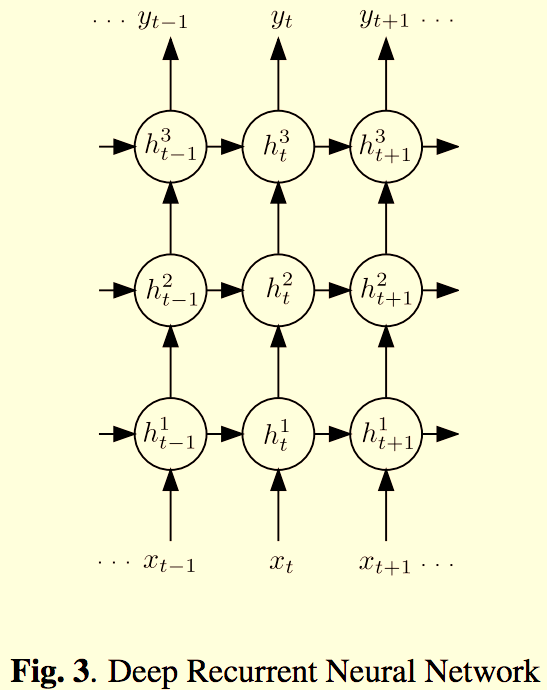 ⋯ y_{t−1} y_t y_{t+1} ⋯
h^3_{t−1} h^3_t h^3_{t+1}
h^2_{t−1} h^2_t h^2_{t+1}
h^1_{t−1} h^1_t h^1_{t+1}
⋯ x_{t−1} x_t x_{t+1} ⋯
Fig. 3. Deep Recurrent Neural Network